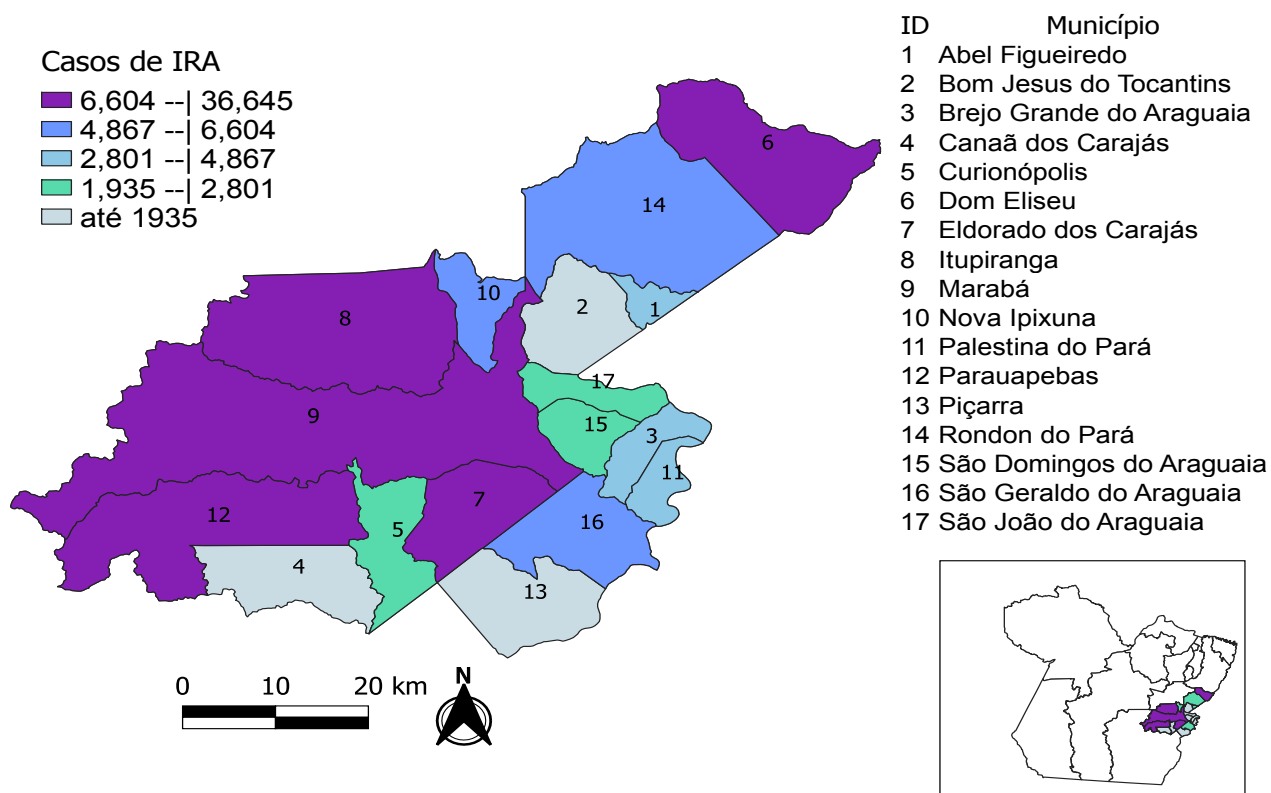 Casos de IRA
6,604 --| 36,645
4,867 --| 6,604
2,801 --| 4,867
1,935 --| 2,801
até 1935
ID Município
1 Abel Figueiredo
2 Bom Jesus do Tocantins
3 Brejo Grande do Araguaia
4 Canaã dos Carajás
5 Curionópolis
6 Dom Eliseu
7 Eldorado dos Carajás
8 Itupiranga
9 Marabá
10 Nova Ipixuna
11 Palestina do Pará
12 Parauapebas
13 Piçarra
14 Rondon do Pará
15 São Domingos do Araguaia
16 São Geraldo do Araguaia
17 São João do Araguaia
6
14
10
2
1
8
17
9
15
3
11
7
12
16
5
4
13
0 10 20 km
N